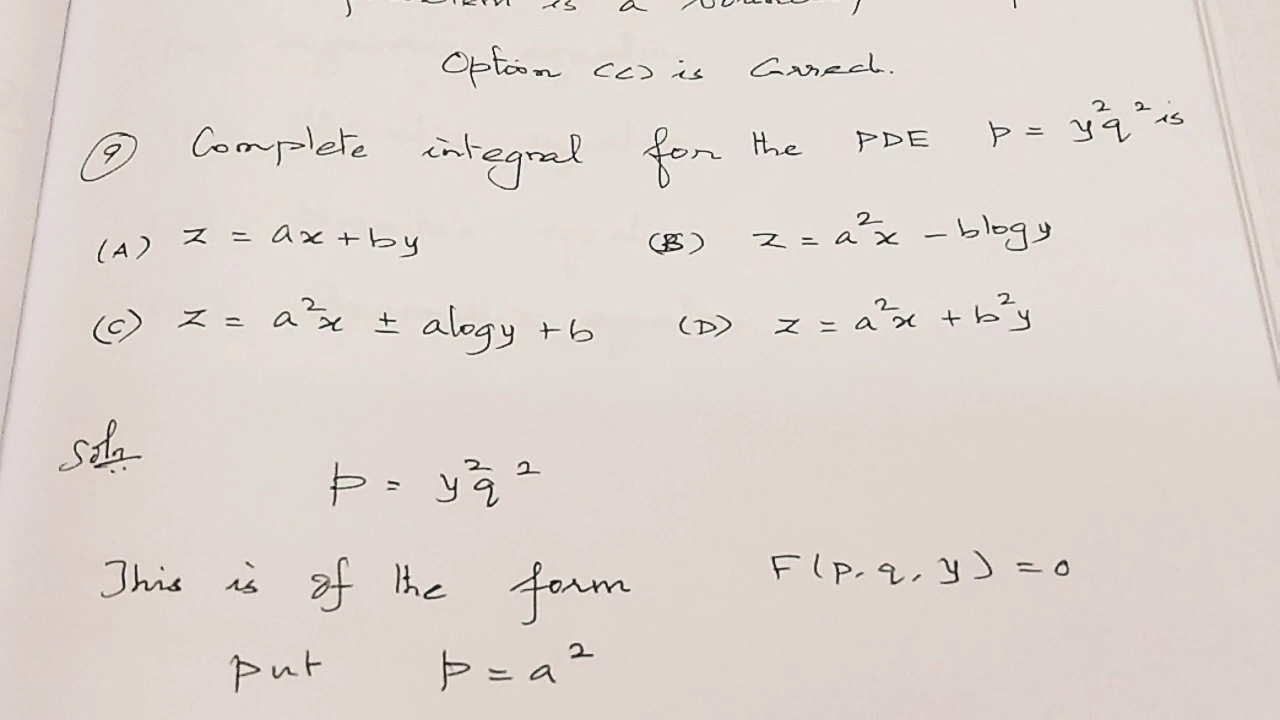 is a
Option (c) is Correct.
(9) Complete integral for the PDE p = y²q² is
(A) z = ax + by (B) z = a²x - blogy
(C) z = a²x ± alogy + b (D) z = a²x + b²y
Soln
p = y²q²
This is of the form F(p, q, y) = 0
put p = a²